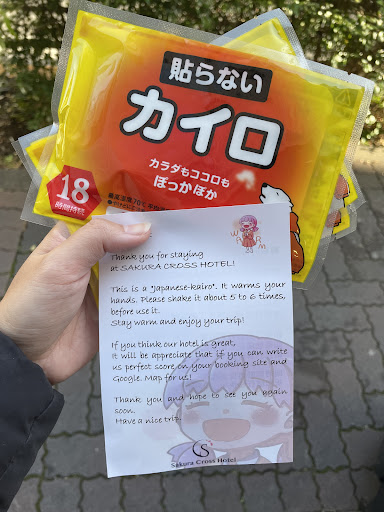 貼らない
カイロ
カラダもココロも
ぽっかぽか
18
時間持続
Thank you for staying
at SAKURA CROSS HOTEL!
This is a "Japanese-kairo". It warms your
hands. Please shake it about 5 to 6 times,
before use it.
Stay warm and enjoy your trip!
If you think our hotel is great,
It will be appreciate that if you can write
us perfect score on your booking site and
Google. Map for us!
Thank you and hope to see you again
soon.
Have a nice trip.
Sakura Cross Hotel